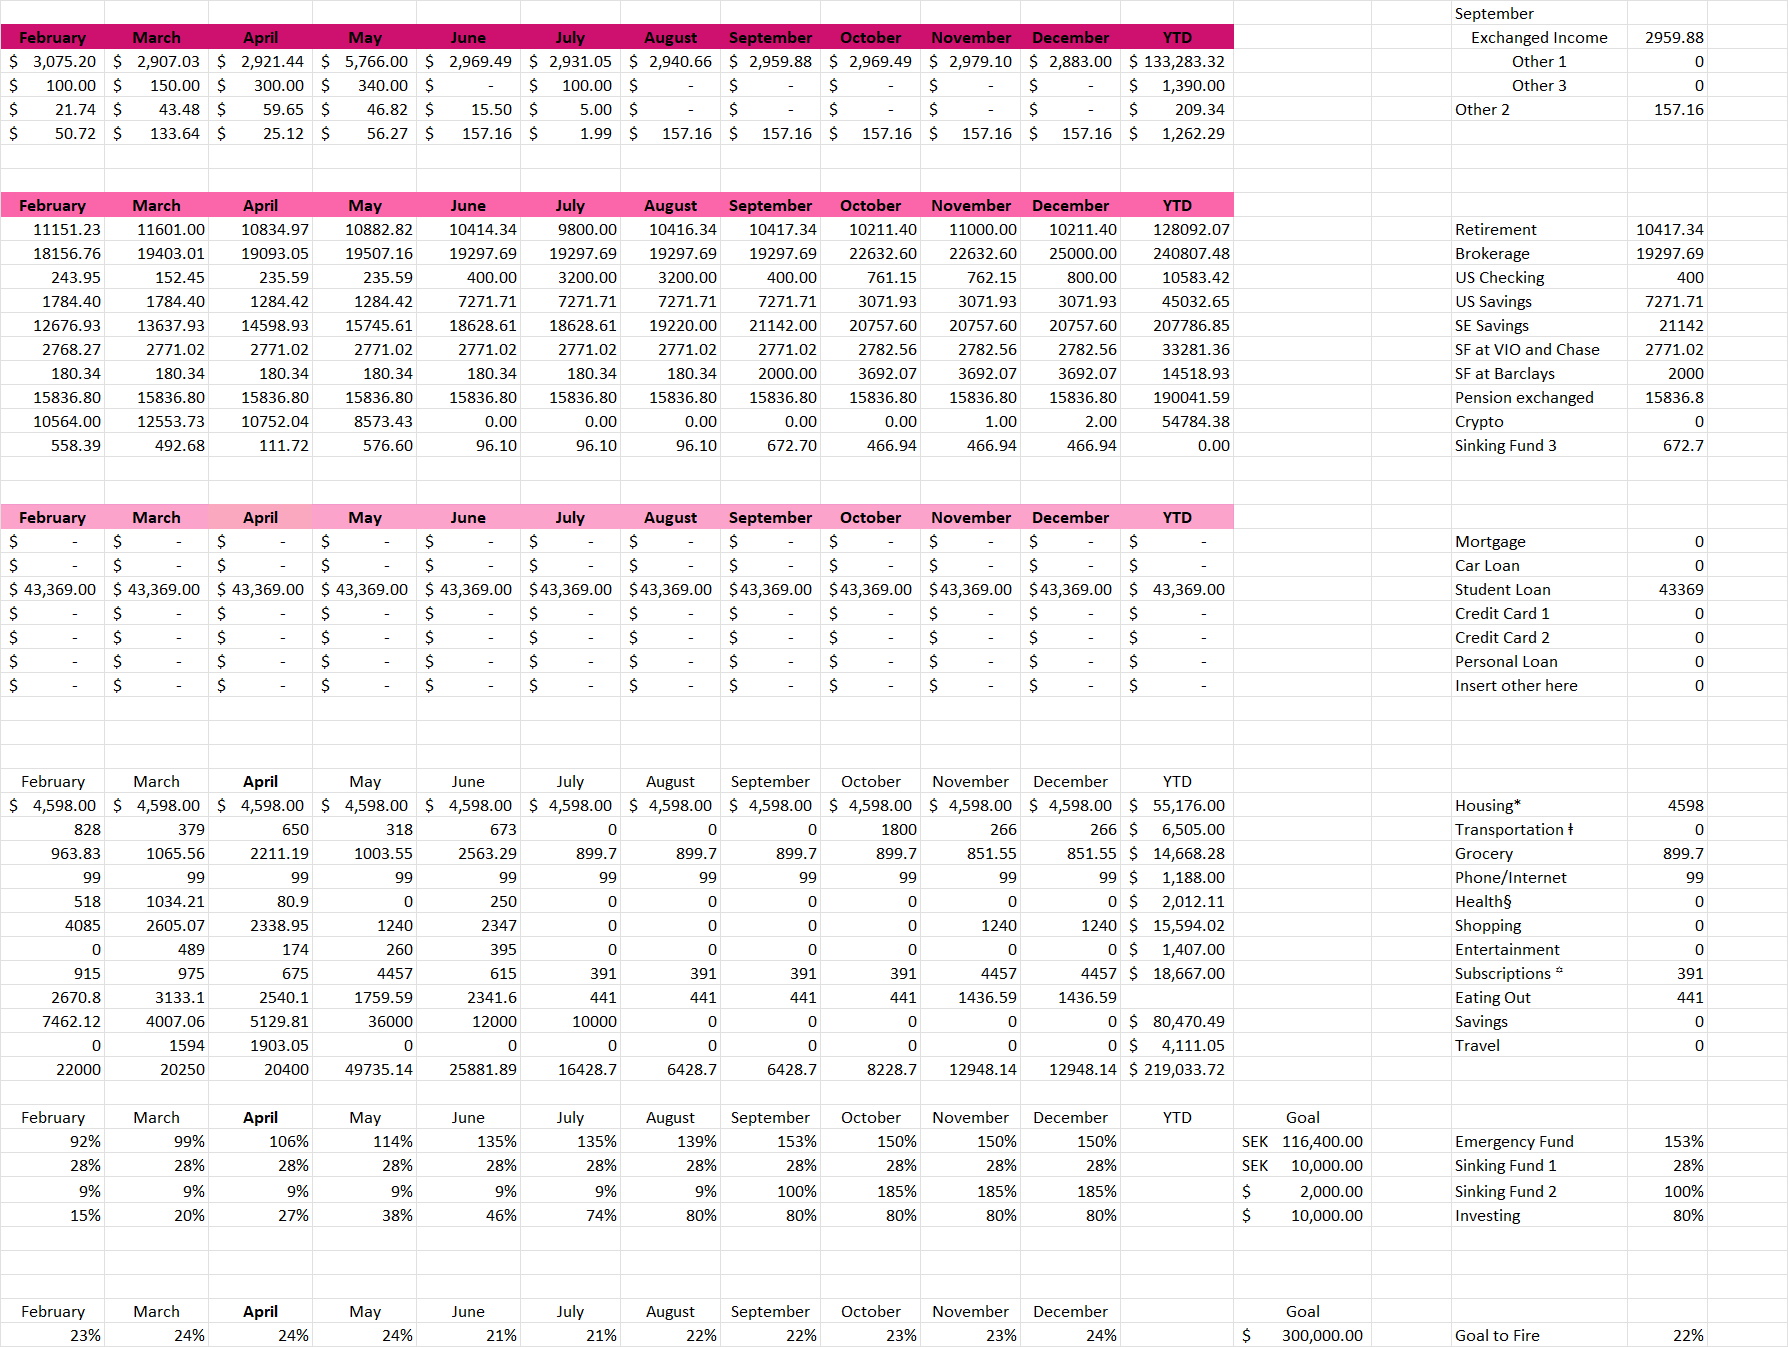 September
February March April May June July August September October November December YTD Exchanged Income 2959.88
$ 3,075.20 $ 2,907.03 $ 2,921.44 $ 5,766.00 $ 2,969.49 $ 2,931.05 $ 2,940.66 $ 2,959.88 $ 2,969.49 $ 2,979.10 $ 2,883.00 $ 133,283.32 Other 1 0
$ 100.00 $ 150.00 $ 300.00 $ 340.00 $ - $ 100.00 $ - $ - $ - $ - $ - $ 1,390.00 Other 3 0
$ 21.74 $ 43.48 $ 59.65 $ 46.82 $ 15.50 $ 5.00 $ - $ - $ - $ - $ - $ 209.34 Other 2 157.16
$ 50.72 $ 133.64 $ 25.12 $ 56.27 $ 157.16 $ 1.99 $ 157.16 $ 157.16 $ 157.16 $ 157.16 $ 157.16 $ 1,262.29
February March April May June July August September October November December YTD
11151.23 11601.00 10834.97 10882.82 10414.34 9800.00 10416.34 10417.34 10211.40 11000.00 10211.40 128092.07 Retirement 10417.34
18156.76 19403.01 19093.05 19507.16 19297.69 19297.69 19297.69 19297.69 22632.60 22632.60 25000.00 240807.48 Brokerage 19297.69
243.95 152.45 235.59 235.59 400.00 3200.00 3200.00 400.00 761.15 762.15 800.00 10583.42 US Checking 400
1784.40 1784.40 1284.42 1284.42 7271.71 7271.71 7271.71 7271.71 3071.93 3071.93 3071.93 45032.65 US Savings 7271.71
12676.93 13637.93 14598.93 15745.61 18628.61 18628.61 19220.00 21142.00 20757.60 20757.60 20757.60 207786.85 SE Savings 21142
2768.27 2771.02 2771.02 2771.02 2771.02 2771.02 2771.02 2771.02 2782.56 2782.56 2782.56 33281.36 SF at VIO and Chase 2771.02
180.34 180.34 180.34 180.34 180.34 180.34 180.34 2000.00 3692.07 3692.07 3692.07 14518.93 SF at Barclays 2000
15836.80 15836.80 15836.80 15836.80 15836.80 15836.80 15836.80 15836.80 15836.80 15836.80 15836.80 190041.59 Pension exchanged 15836.8
10564.00 12553.73 10752.04 8573.43 0.00 0.00 0.00 0.00 0.00 1.00 2.00 54784.38 Crypto 0
558.39 492.68 111.72 576.60 96.10 96.10 96.10 672.70 466.94 466.94 466.94 0.00 Sinking Fund 3 672.7
February March April May June July August September October November December YTD
$ - $ - $ - $ - $ - $ - $ - $ - $ - $ - $ - $ - Mortgage 0
$ - $ - $ - $ - $ - $ - $ - $ - $ - $ - $ - $ - Car Loan 0
$ 43,369.00 $ 43,369.00 $ 43,369.00 $ 43,369.00 $ 43,369.00 $ 43,369.00 $ 43,369.00 $ 43,369.00 $ 43,369.00 $ 43,369.00 $ 43,369.00 $ 43,369.00 Student Loan 43369
$ - $ - $ - $ - $ - $ - $ - $ - $ - $ - $ - $ - Credit Card 1 0
$ - $ - $ - $ - $ - $ - $ - $ - $ - $ - $ - $ - Credit Card 2 0
$ - $ - $ - $ - $ - $ - $ - $ - $ - $ - $ - $ - Personal Loan 0
$ - $ - $ - $ - $ - $ - $ - $ - $ - $ - $ - $ - Insert other here 0
February March April May June July August September October November December YTD
$ 4,598.00 $ 4,598.00 $ 4,598.00 $ 4,598.00 $ 4,598.00 $ 4,598.00 $ 4,598.00 $ 4,598.00 $ 4,598.00 $ 4,598.00 $ 4,598.00 $ 55,176.00 Housing* 4598
828 379 650 318 673 0 0 0 1800 266 266 $ 6,505.00 Transportation ǂ 0
963.83 1065.56 2211.19 1003.55 2563.29 899.7 899.7 899.7 899.7 851.55 851.55 $ 14,668.28 Grocery 899.7
99 99 99 99 99 99 99 99 99 99 99 $ 1,188.00 Phone/Internet 99
518 1034.21 80.9 0 250 0 0 0 0 0 0 $ 2,012.11 Health§ 0
4085 2605.07 2338.95 1240 2347 0 0 0 0 1240 1240 $ 15,594.02 Shopping 0
0 489 174 260 395 0 0 0 0 0 0 $ 1,407.00 Entertainment 0
915 975 675 4457 615 391 391 391 391 4457 4457 $ 18,667.00 Subscriptions 391
2670.8 3133.1 2540.1 1759.59 2341.6 441 441 441 441 1436.59 1436.59 Eating Out 441
7462.12 4007.06 5129.81 36000 12000 10000 0 0 0 0 0 $ 80,470.49 Savings 0
0 1594 1903.05 0 0 0 0 0 0 0 0 $ 4,111.05 Travel 0
22000 20250 20400 49735.14 25881.89 16428.7 6428.7 6428.7 8228.7 12948.14 12948.14 $ 219,033.72
February March April May June July August September October November December YTD Goal
92% 99% 106% 114% 135% 135% 139% 153% 150% 150% 150% SEK 116,400.00 Emergency Fund 153%
28% 28% 28% 28% 28% 28% 28% 28% 28% 28% 28% SEK 10,000.00 Sinking Fund 1 28%
9% 9% 9% 9% 9% 9% 9% 100% 185% 185% 185% $ 2,000.00 Sinking Fund 2 100%
15% 20% 27% 38% 46% 74% 80% 80% 80% 80% 80% $ 10,000.00 Investing 80%
February March April May June July August September October November December Goal
23% 24% 24% 24% 21% 21% 22% 22% 23% 23% 24% $ 300,000.00 Goal to Fire 22%